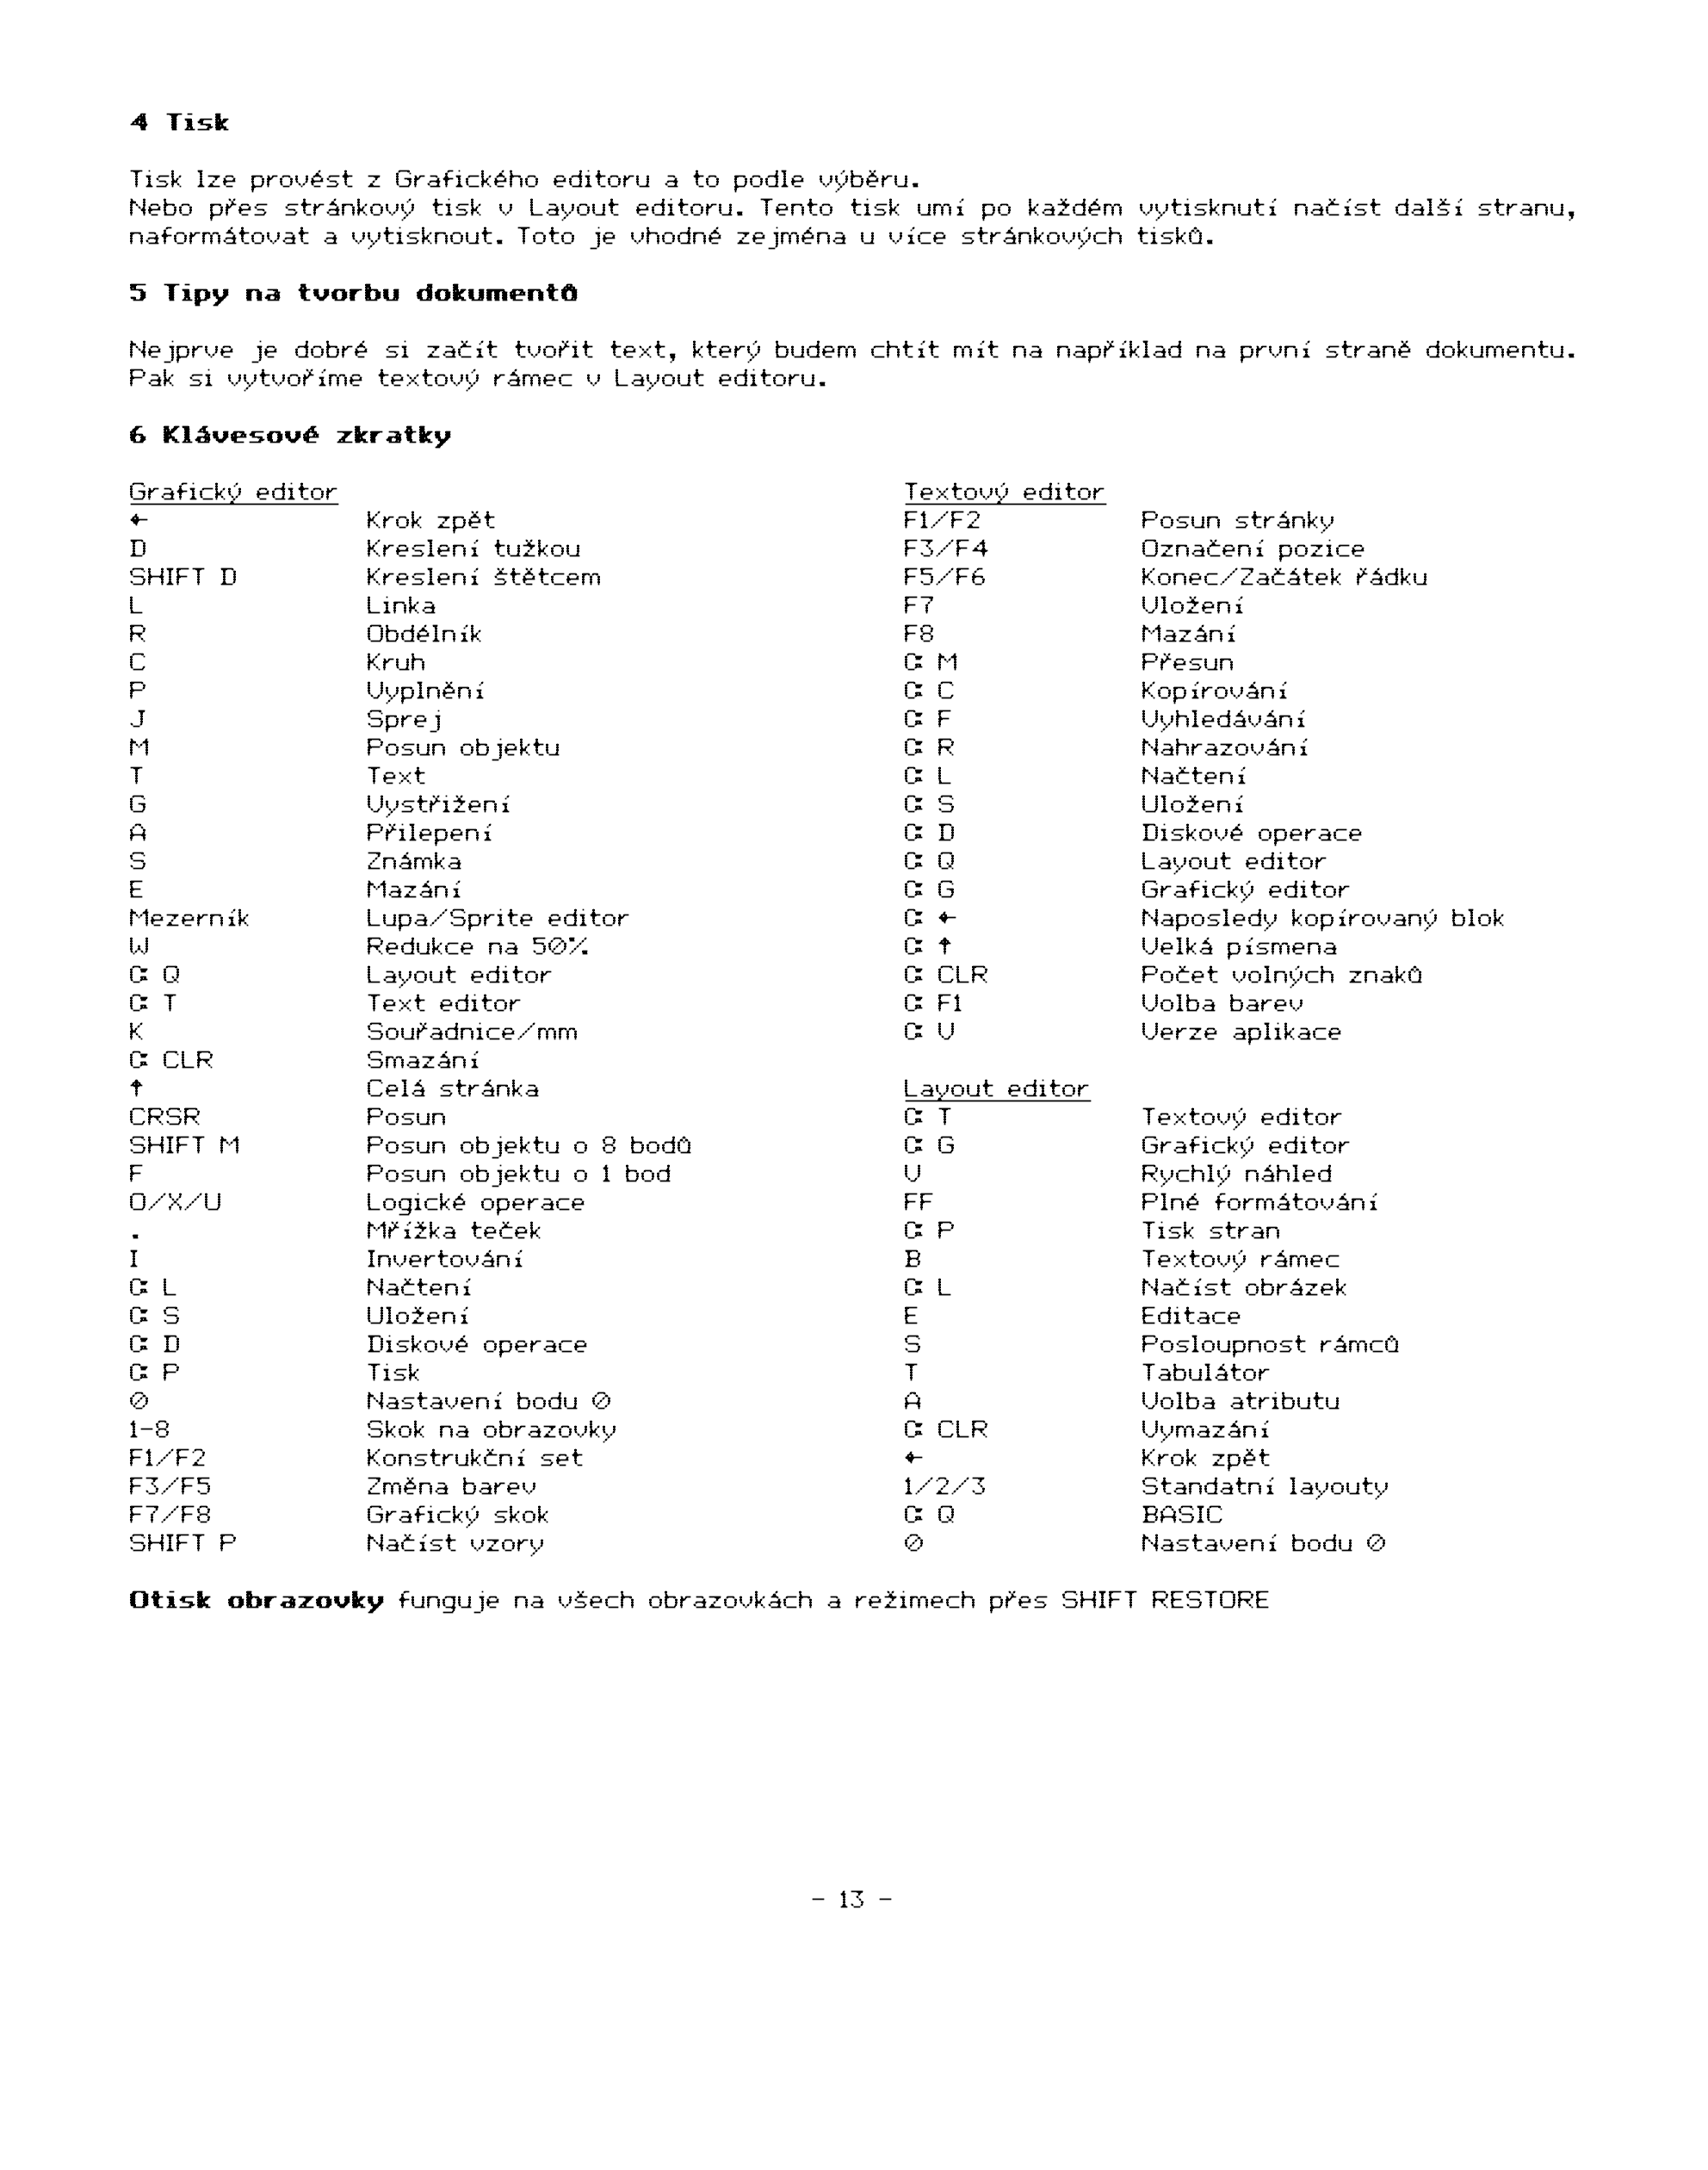 4 Tisk
Tisk lze provést z Grafického editoru a to podle výběru.
Nebo přes stránkový tisk v Layout editoru. Tento tisk umí po každém vytisknutí načíst další stranu,
naformátovat a vytisknout. Toto je vhodné zejména u více stránkových tisků.
5 Tipy na tvorbu dokumentů
Nejprve je dobré si začít tvořit text, který budem chtít mít na například na první straně dokumentu.
Pak si vytvoříme textový rámec v Layout editoru.
6 Klávesové zkratky
Grafický editor
← Krok zpět
D Kreslení tužkou
SHIFT D Kreslení štětcem
L Linka
R Obdélník
C Kruh
P Vyplnění
J Sprej
M Posun objektu
T Text
G Vystřižení
A Přilepení
S Známka
E Mazání
Mezerník Lupa/Sprite editor
W Redukce na 50%
C= Q Layout editor
C= T Text editor
K Souřadnice/mm
C= CLR Smazání
↑ Celá stránka
CRSR Posun
SHIFT M Posun objektu o 8 bodů
F Posun objektu o 1 bod
O/X/U Logické operace
. Mřížka teček
I Invertování
C= L Načtení
C= S Uložení
C= D Diskové operace
C= P Tisk
0 Nastavení bodu 0
1-8 Skok na obrazovky
F1/F2 Konstrukční set
F3/F5 Změna barev
F7/F8 Grafický skok
SHIFT P Načíst vzory
Textový editor
F1/F2 Posun stránky
F3/F4 Označení pozice
F5/F6 Konec/Začátek řádku
F7 Vložení
F8 Mazání
C= M Přesun
C= C Kopírování
C= F Vyhledávání
C= R Nahrazování
C= L Načtení
C= S Uložení
C= D Diskové operace
C= Q Layout editor
C= G Grafický editor
C= ← Naposledy kopírovaný blok
C= ↑ Velká písmena
C= CLR Počet volných znaků
C= F1 Volba barev
C= V Verze aplikace
Layout editor
C= T Textový editor
C= G Grafický editor
V Rychlý náhled
FF Plné formátování
C= P Tisk stran
B Textový rámec
C= L Načíst obrázek
E Editace
S Posloupnost rámců
T Tabulátor
A Volba atributu
C= CLR Vymazání
← Krok zpět
1/2/3 Standatní layouty
C= Q BASIC
0 Nastavení bodu 0
Otisk obrazovky funguje na všech obrazovkách a režimech přes SHIFT RESTORE
- 13 -